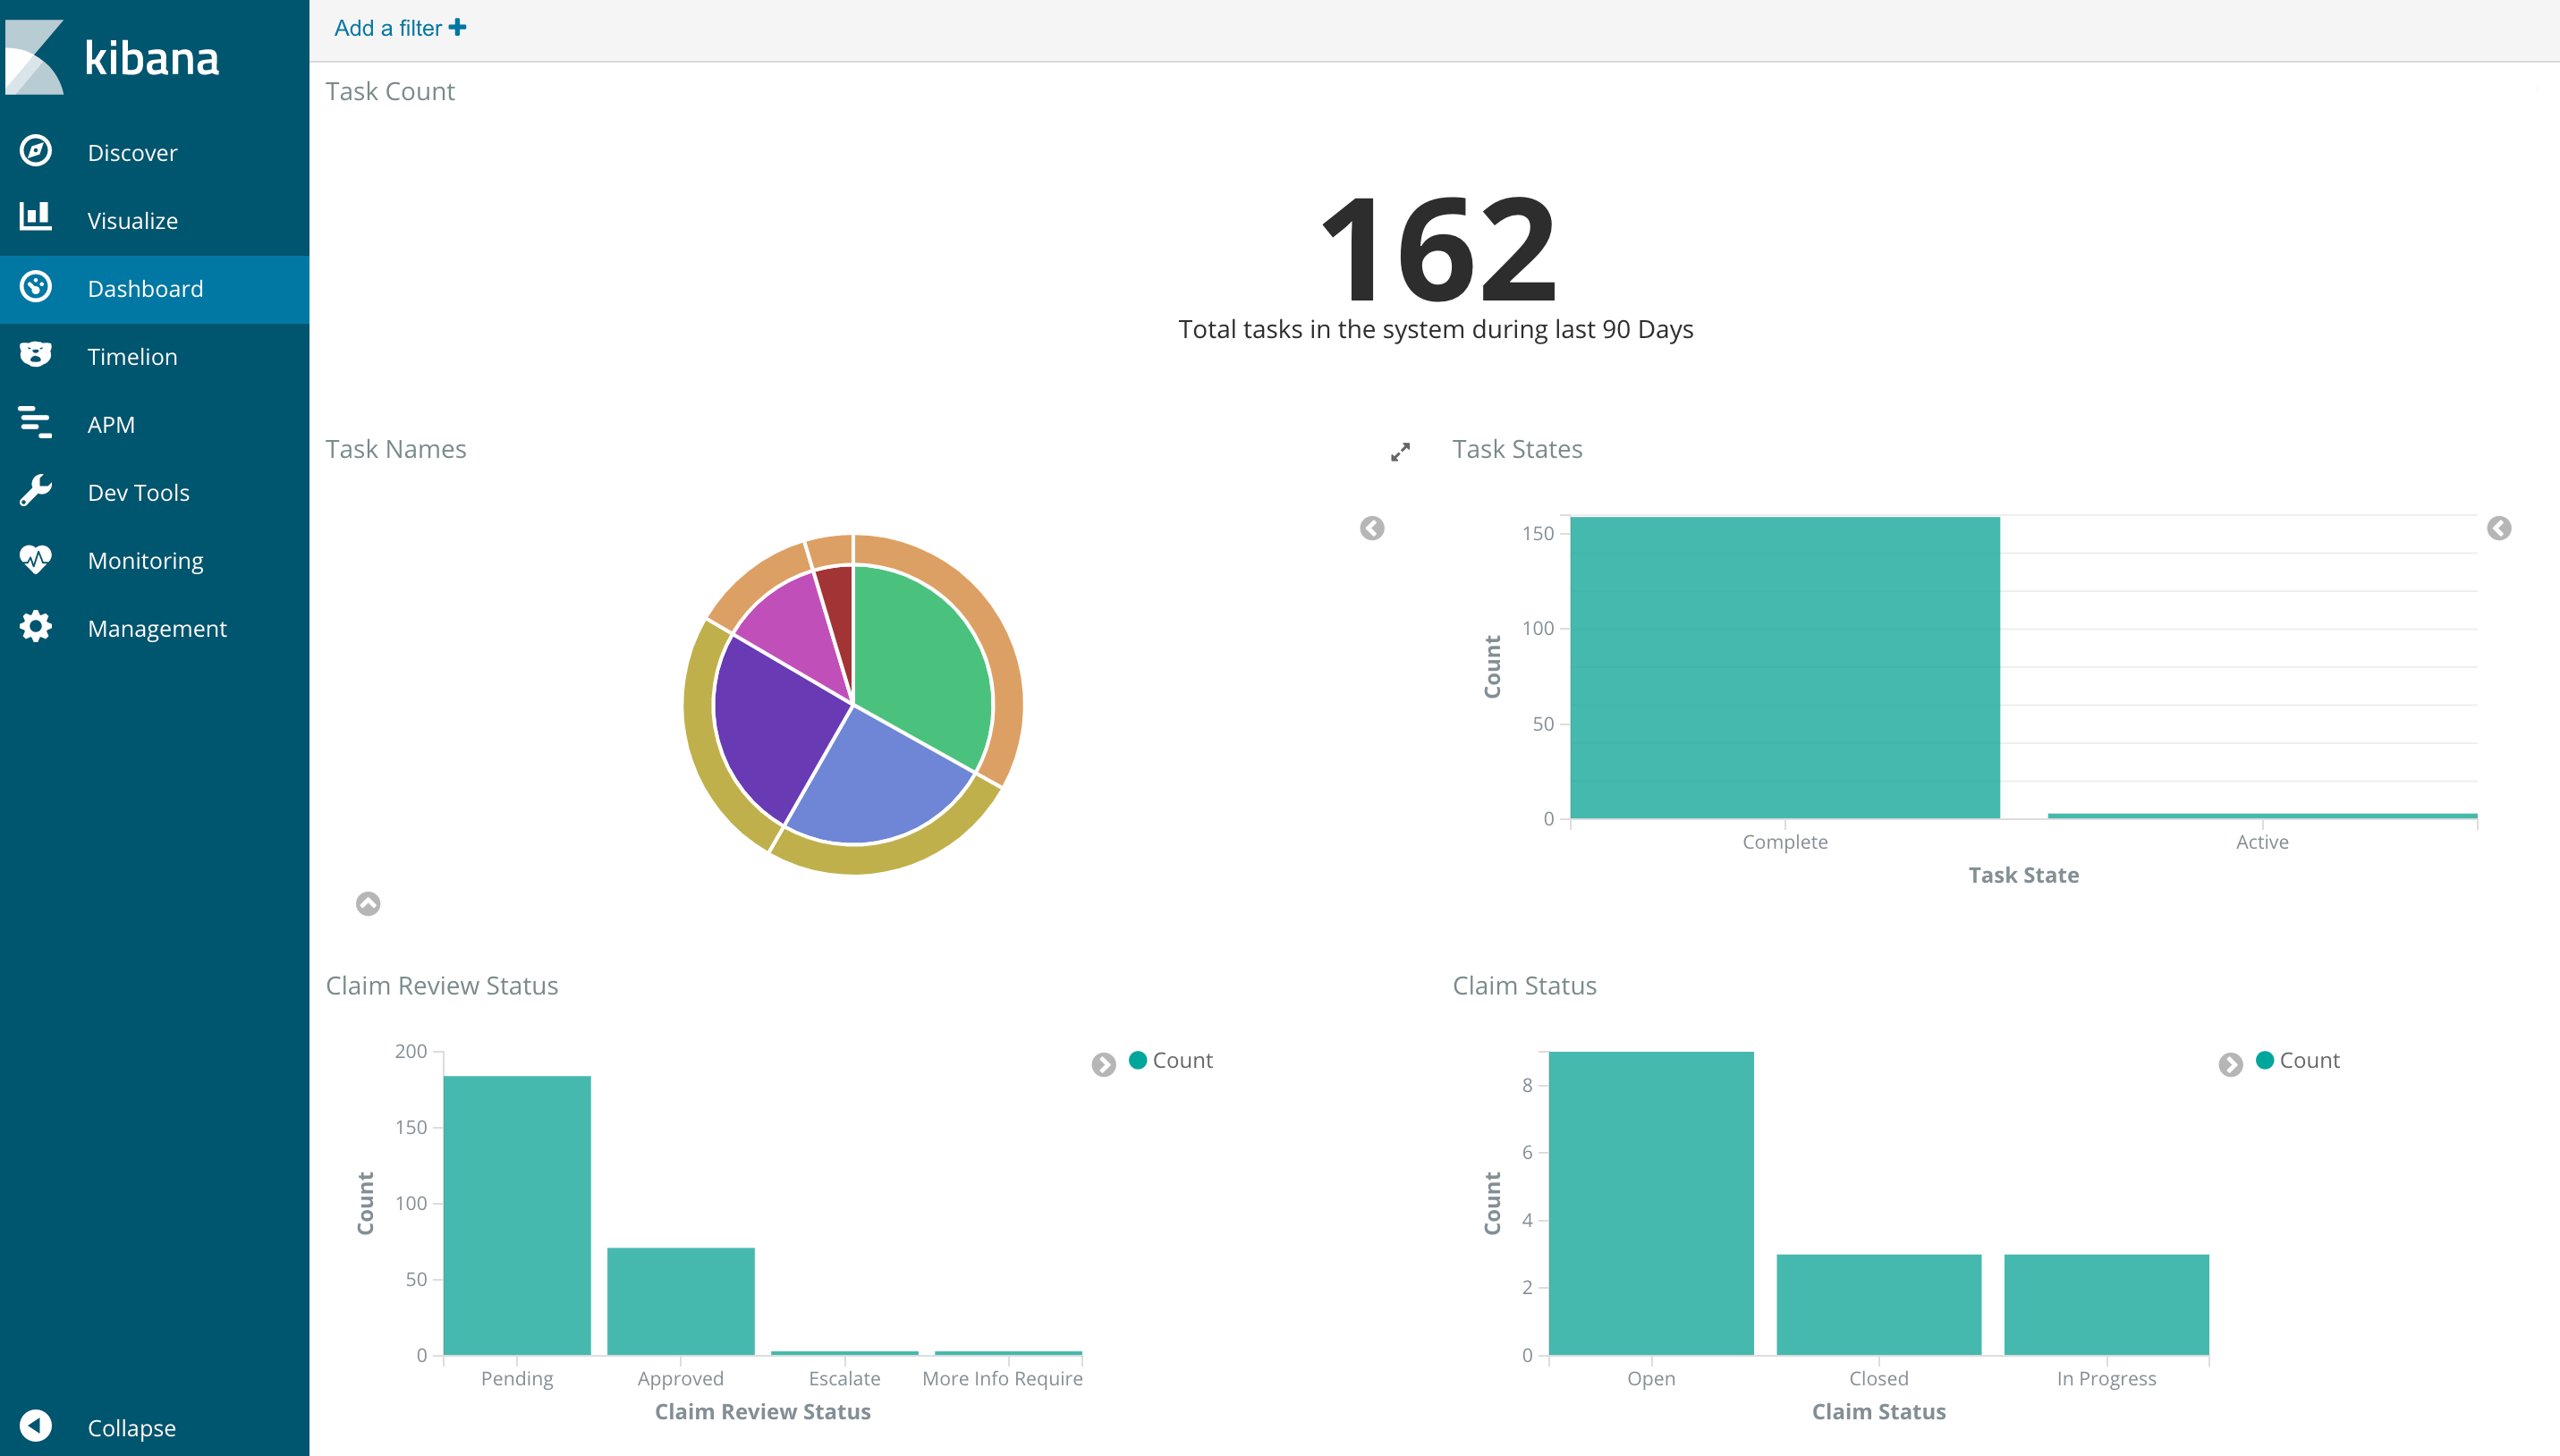 kibana
Discover
Visualize
Dashboard
Timelion
APM
Dev Tools
Monitoring
Management
Collapse
Add a filter
Task Count
162
Total tasks in the system during last 90 Days
Task Names
Task States
150
100
50
0
Count
Complete
Active
Task State
Claim Review Status
200
150
100
50
0
Count
Pending
Approved
Escalate
More Info Require
Claim Review Status
Count
Claim Status
8
6
4
2
0
Count
Open
Closed
In Progress
Claim Status
Count